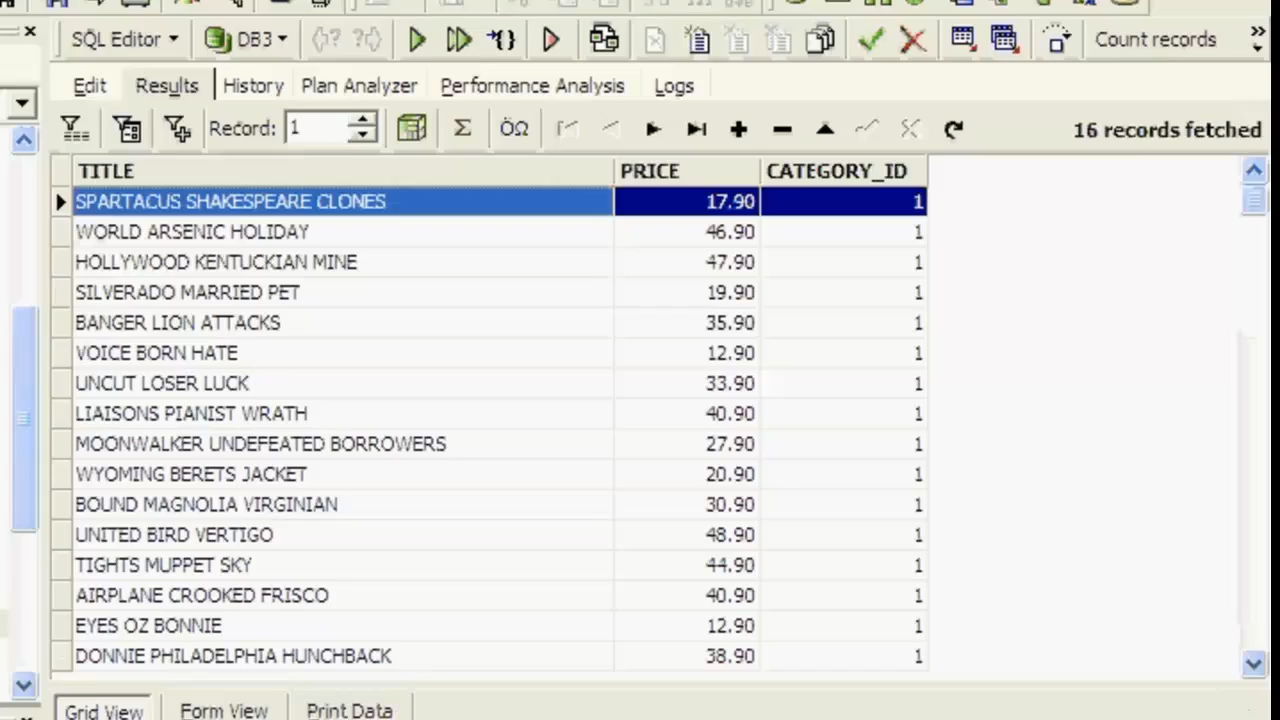 SQL Editor DB3 Count records
Edit Results History Plan Analyzer Performance Analysis Logs
Record: 1 Σ ÖΩ 16 records fetched
TITLE PRICE CATEGORY_ID
SPARTACUS SHAKESPEARE CLONES 17.90 1
WORLD ARSENIC HOLIDAY 46.90 1
HOLLYWOOD KENTUCKIAN MINE 47.90 1
SILVERADO MARRIED PET 19.90 1
BANGER LION ATTACKS 35.90 1
VOICE BORN HATE 12.90 1
UNCUT LOSER LUCK 33.90 1
LIAISONS PIANIST WRATH 40.90 1
MOONWALKER UNDEFEATED BORROWERS 27.90 1
WYOMING BERETS JACKET 20.90 1
BOUND MAGNOLIA VIRGINIAN 30.90 1
UNITED BIRD VERTIGO 48.90 1
TIGHTS MUPPET SKY 44.90 1
AIRPLANE CROOKED FRISCO 40.90 1
EYES OZ BONNIE 12.90 1
DONNIE PHILADELPHIA HUNCHBACK 38.90 1
Grid View Form View Print Data